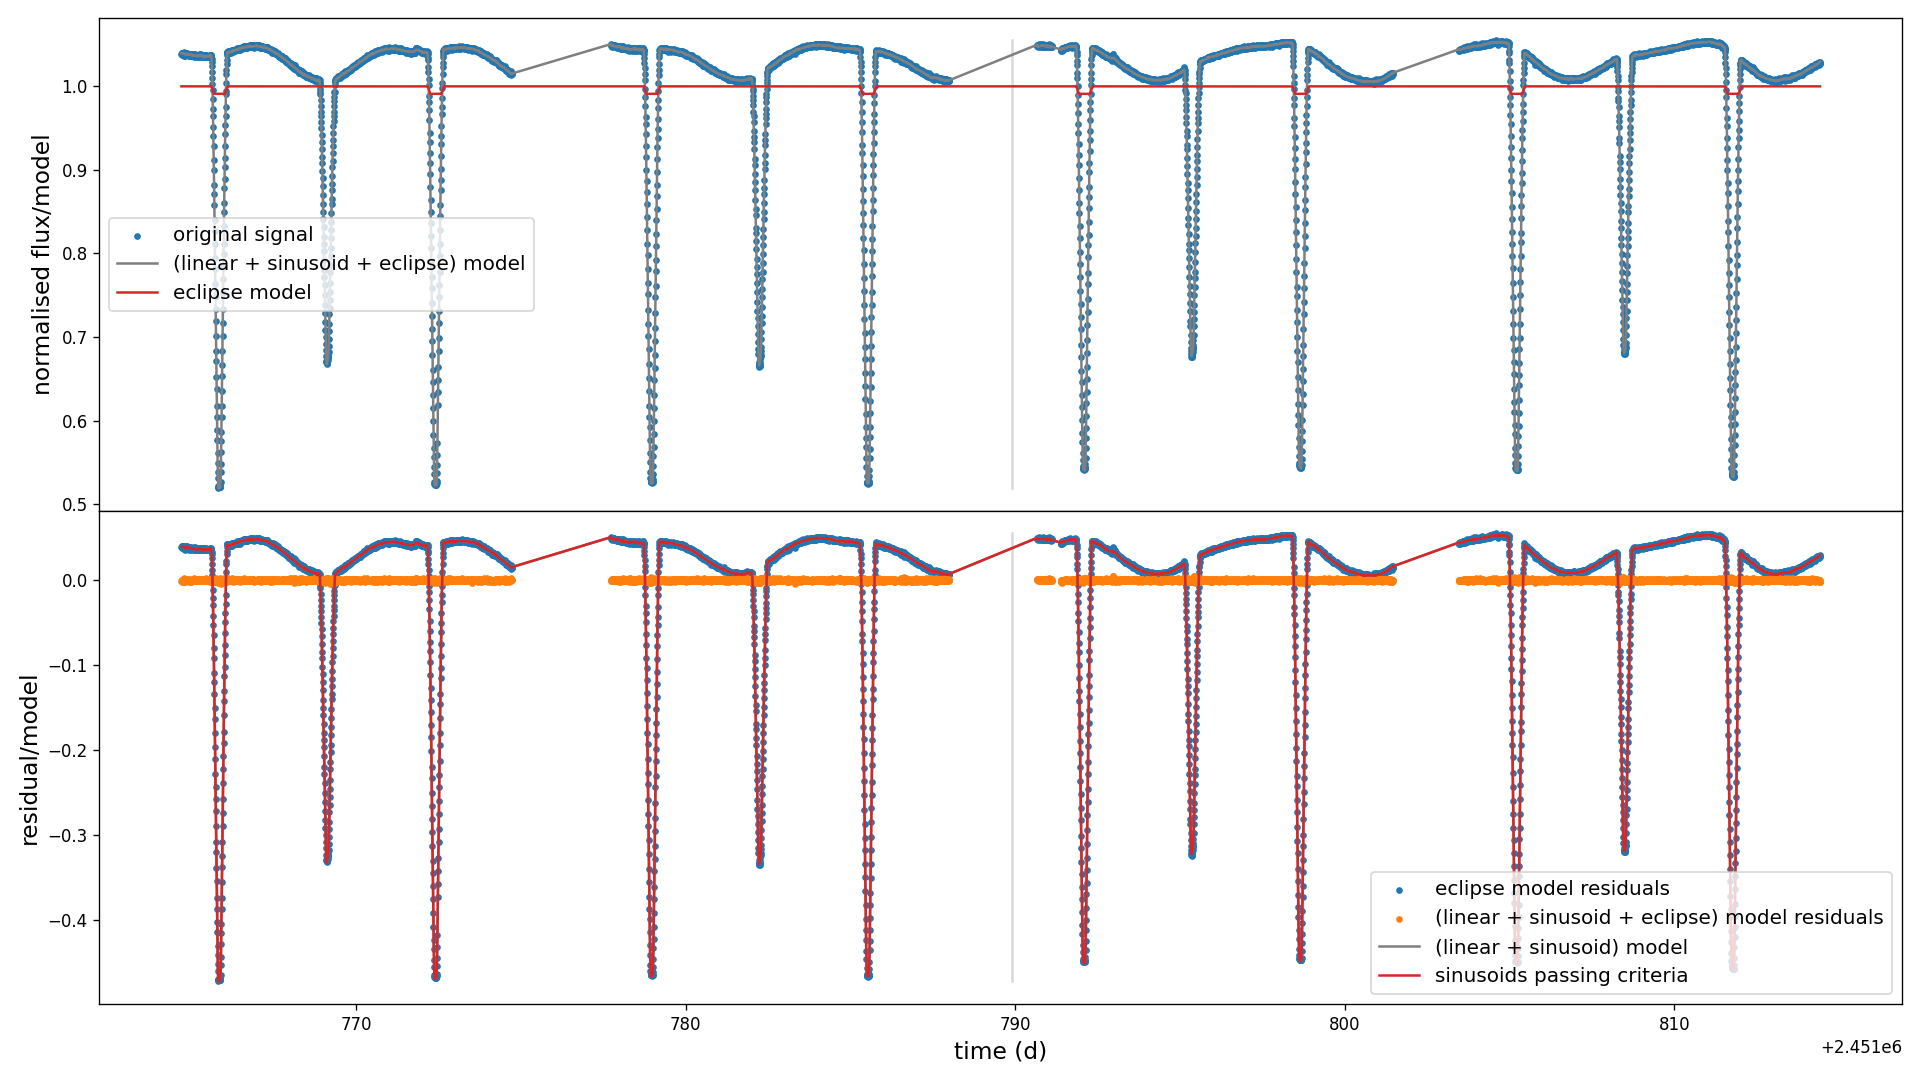 normalised flux/model
1.0
0.9
0.8
0.7
0.6
0.5
original signal
(linear + sinusoid + eclipse) model
eclipse model
residual/model
0.0
−0.1
−0.2
−0.3
−0.4
eclipse model residuals
(linear + sinusoid + eclipse) model residuals
(linear + sinusoid) model
sinusoids passing criteria
770 780 790 800 810
time (d)
+2.451e6